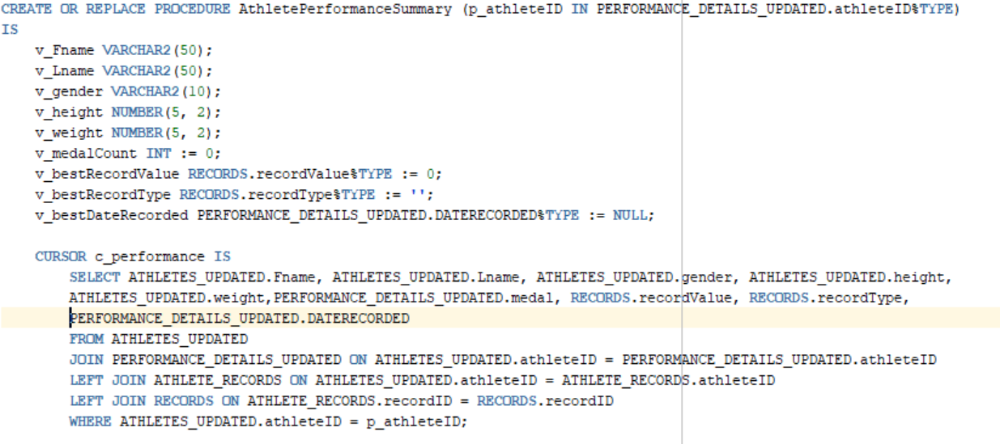 CREATE OR REPLACE PROCEDURE AthletePerformanceSummary (p_athleteID IN PERFORMANCE_DETAILS_UPDATED.athleteID%TYPE)
IS
    v_Fname VARCHAR2(50);
    v_Lname VARCHAR2(50);
    v_gender VARCHAR2(10);
    v_height NUMBER(5, 2);
    v_weight NUMBER(5, 2);
    v_medalCount INT := 0;
    v_bestRecordValue RECORDS.recordValue%TYPE := 0;
    v_bestRecordType RECORDS.recordType%TYPE := '';
    v_bestDateRecorded PERFORMANCE_DETAILS_UPDATED.DATERECORDED%TYPE := NULL;

    CURSOR c_performance IS
        SELECT ATHLETES_UPDATED.Fname, ATHLETES_UPDATED.Lname, ATHLETES_UPDATED.gender, ATHLETES_UPDATED.height,
        ATHLETES_UPDATED.weight,PERFORMANCE_DETAILS_UPDATED.medal, RECORDS.recordValue, RECORDS.recordType,
        PERFORMANCE_DETAILS_UPDATED.DATERECORDED
        FROM ATHLETES_UPDATED
        JOIN PERFORMANCE_DETAILS_UPDATED ON ATHLETES_UPDATED.athleteID = PERFORMANCE_DETAILS_UPDATED.athleteID
        LEFT JOIN ATHLETE_RECORDS ON ATHLETES_UPDATED.athleteID = ATHLETE_RECORDS.athleteID
        LEFT JOIN RECORDS ON ATHLETE_RECORDS.recordID = RECORDS.recordID
        WHERE ATHLETES_UPDATED.athleteID = p_athleteID;